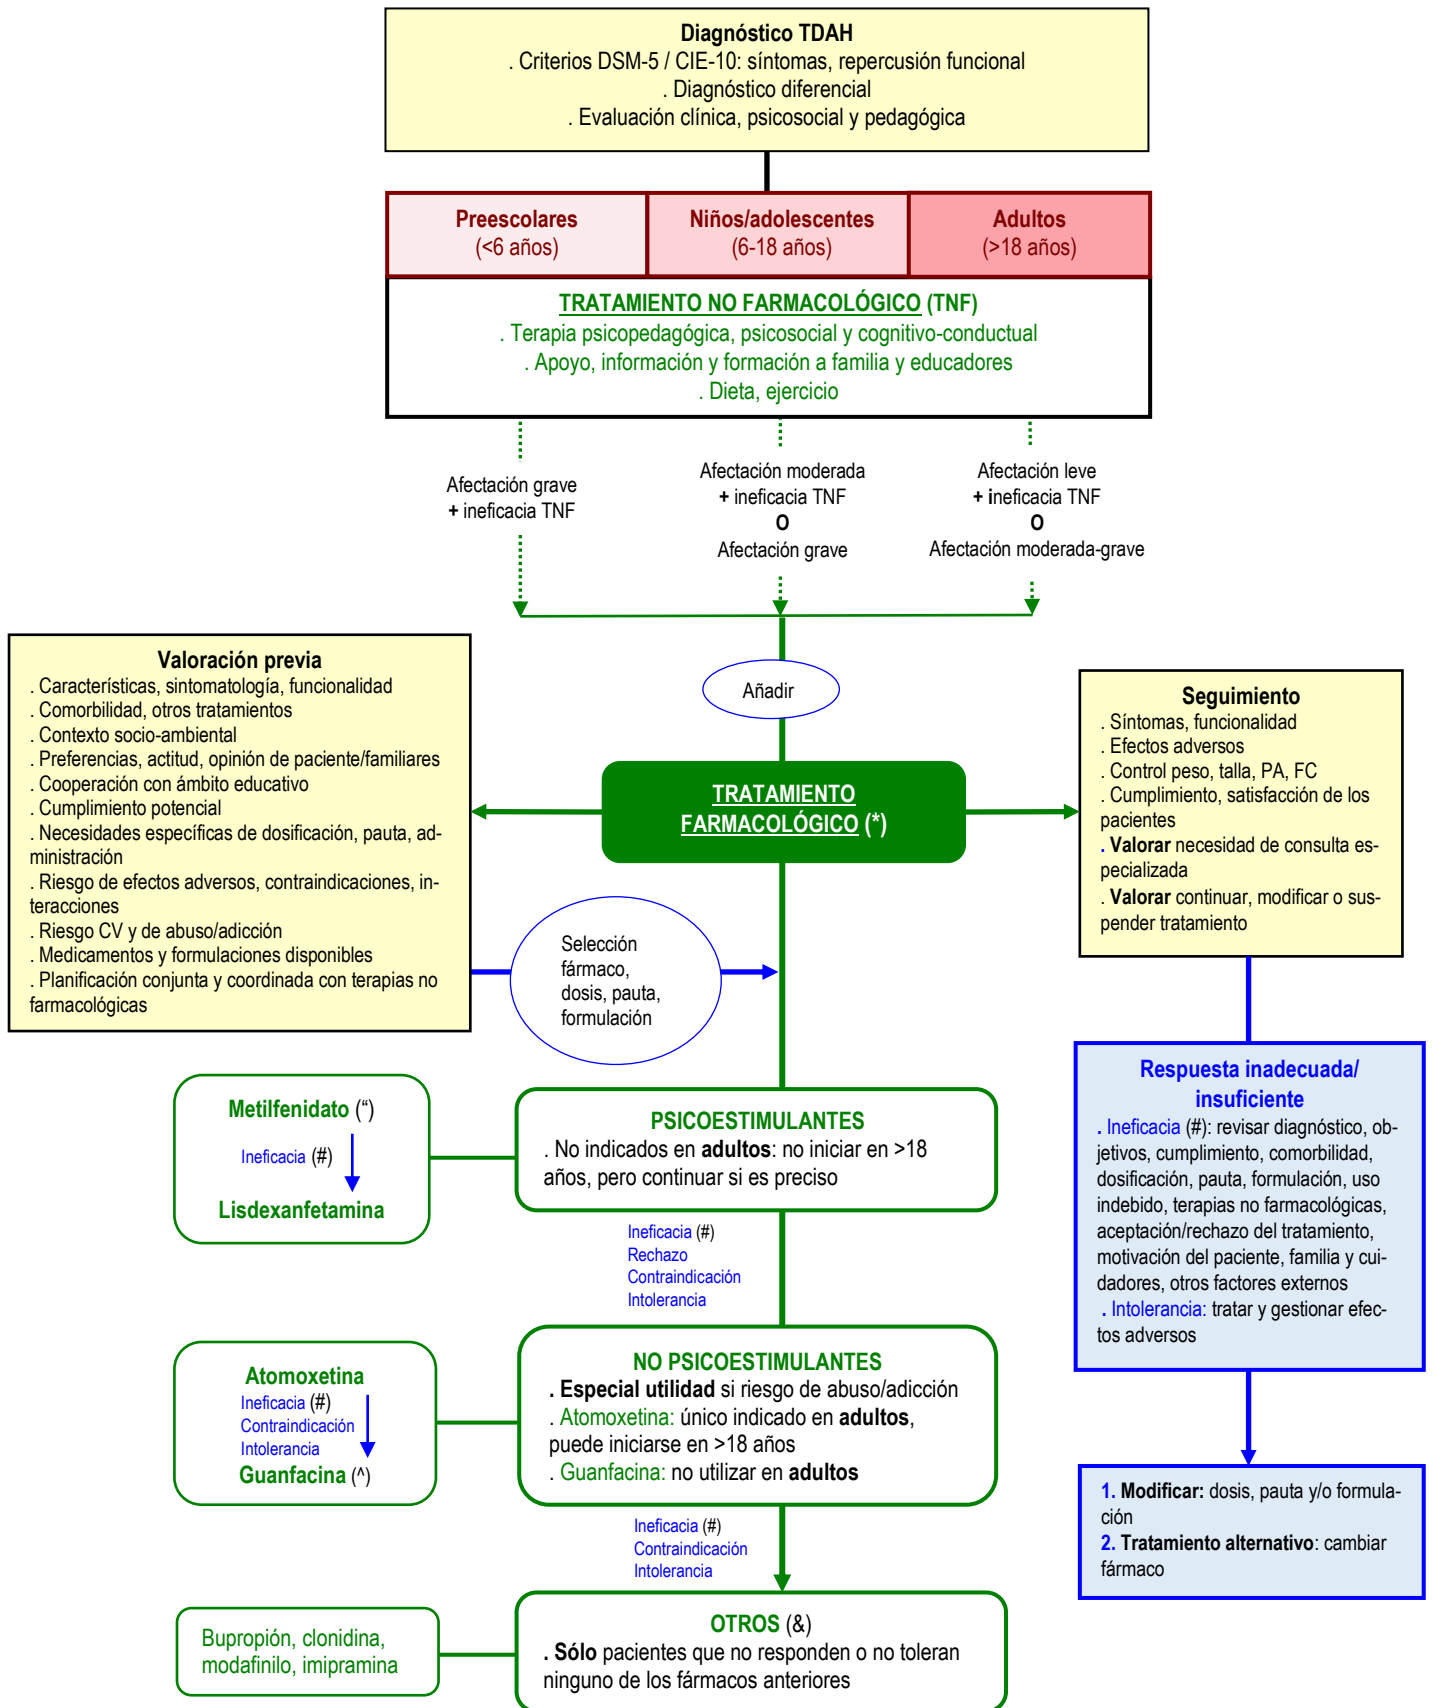 Diagnóstico TDAH
. Criterios DSM-5 / CIE-10: síntomas, repercusión funcional
. Diagnóstico diferencial
. Evaluación clínica, psicosocial y pedagógica
Preescolares
(<6 años)
Niños/adolescentes
(6-18 años)
Adultos
(>18 años)
TRATAMIENTO NO FARMACOLÓGICO (TNF)
. Terapia psicopedagógica, psicosocial y cognitivo-conductual
. Apoyo, información y formación a familia y educadores
. Dieta, ejercicio
Afectación grave
+ ineficacia TNF
Afectación moderada
+ ineficacia TNF
O
Afectación grave
Afectación leve
+ ineficacia TNF
O
Afectación moderada-grave
Añadir
Valoración previa
. Características, sintomatología, funcionalidad
. Comorbilidad, otros tratamientos
. Contexto socio-ambiental
. Preferencias, actitud, opinión de paciente/familiares
. Cooperación con ámbito educativo
. Cumplimiento potencial
. Necesidades específicas de dosificación, pauta, ad-
ministración
. Riesgo de efectos adversos, contraindicaciones, in-
teracciones
. Riesgo CV y de abuso/adicción
. Medicamentos y formulaciones disponibles
. Planificación conjunta y coordinada con terapias no
farmacológicas
TRATAMIENTO
FARMACOLÓGICO (*)
Seguimiento
. Síntomas, funcionalidad
. Efectos adversos
. Control peso, talla, PA, FC
. Cumplimiento, satisfacción de los
pacientes
. Valorar necesidad de consulta es-
pecializada
. Valorar continuar, modificar o sus-
pender tratamiento
Selección
fármaco,
dosis, pauta,
formulación
Respuesta inadecuada/
insuficiente
. Ineficacia (#): revisar diagnóstico, ob-
jetivos, cumplimiento, comorbilidad,
dosificación, pauta, formulación, uso
indebido, terapias no farmacológicas,
aceptación/rechazo del tratamiento,
motivación del paciente, familia y cui-
dadores, otros factores externos
. Intolerancia: tratar y gestionar efec-
tos adversos
Metilfenidato (“)
Ineficacia (#)
Lisdexanfetamina
PSICOESTIMULANTES
. No indicados en adultos: no iniciar en >18
años, pero continuar si es preciso
Ineficacia (#)
Rechazo
Contraindicación
Intolerancia
Atomoxetina
Ineficacia (#)
Contraindicación
Intolerancia
Guanfacina (^)
NO PSICOESTIMULANTES
. Especial utilidad si riesgo de abuso/adicción
. Atomoxetina: único indicado en adultos,
puede iniciarse en >18 años
. Guanfacina: no utilizar en adultos
1. Modificar: dosis, pauta y/o formula-
ción
2. Tratamiento alternativo: cambiar
fármaco
Ineficacia (#)
Contraindicación
Intolerancia
Bupropión, clonidina,
modafinilo, imipramina
OTROS (&)
. Sólo pacientes que no responden o no toleran
ninguno de los fármacos anteriores